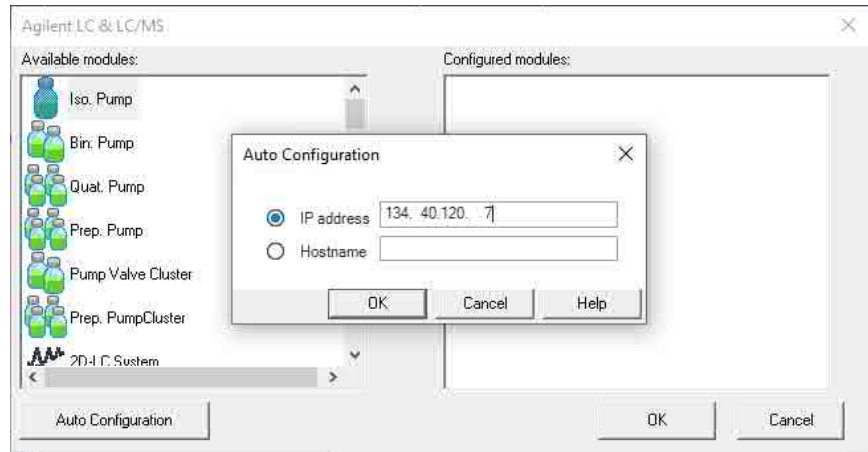 Agilent LC & LC/MS
Available modules:
Configured modules:
Iso. Pump
Bin. Pump
Quat. Pump
Prep. Pump
Pump Valve Cluster
Prep. PumpCluster
2D-LC System
Auto Configuration
IP address 134. 40.120. 7
Hostname
OK Cancel Help
Auto Configuration
OK Cancel